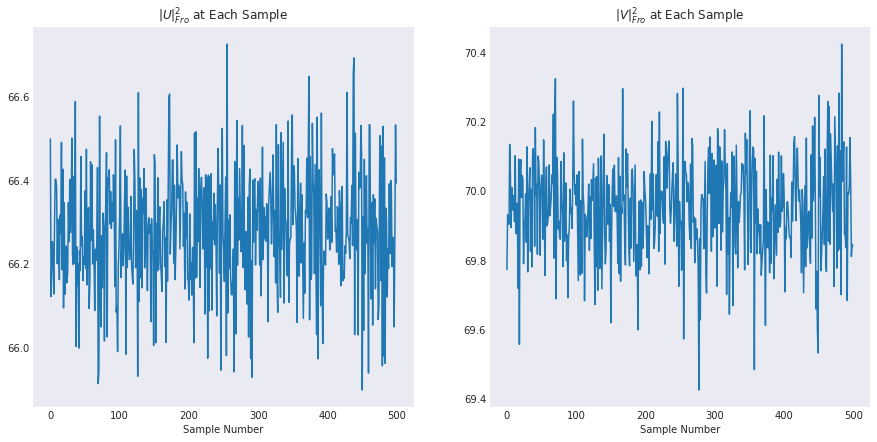 |U|²_Fro at Each Sample
66.6
66.4
66.2
66.0
0 100 200 300 400 500
Sample Number
|V|²_Fro at Each Sample
70.4
70.2
70.0
69.8
69.6
69.4
0 100 200 300 400 500
Sample Number